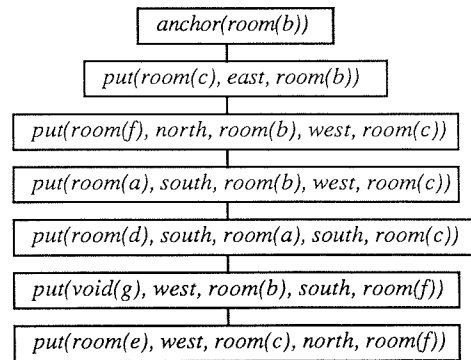 anchor(room(b))
put(room(c), east, room(b))
put(room(f), north, room(b), west, room(c))
put(room(a), south, room(b), west, room(c))
put(room(d), south, room(a), south, room(c))
put(void(g), west, room(b), south, room(f))
put(room(e), west, room(c), north, room(f))